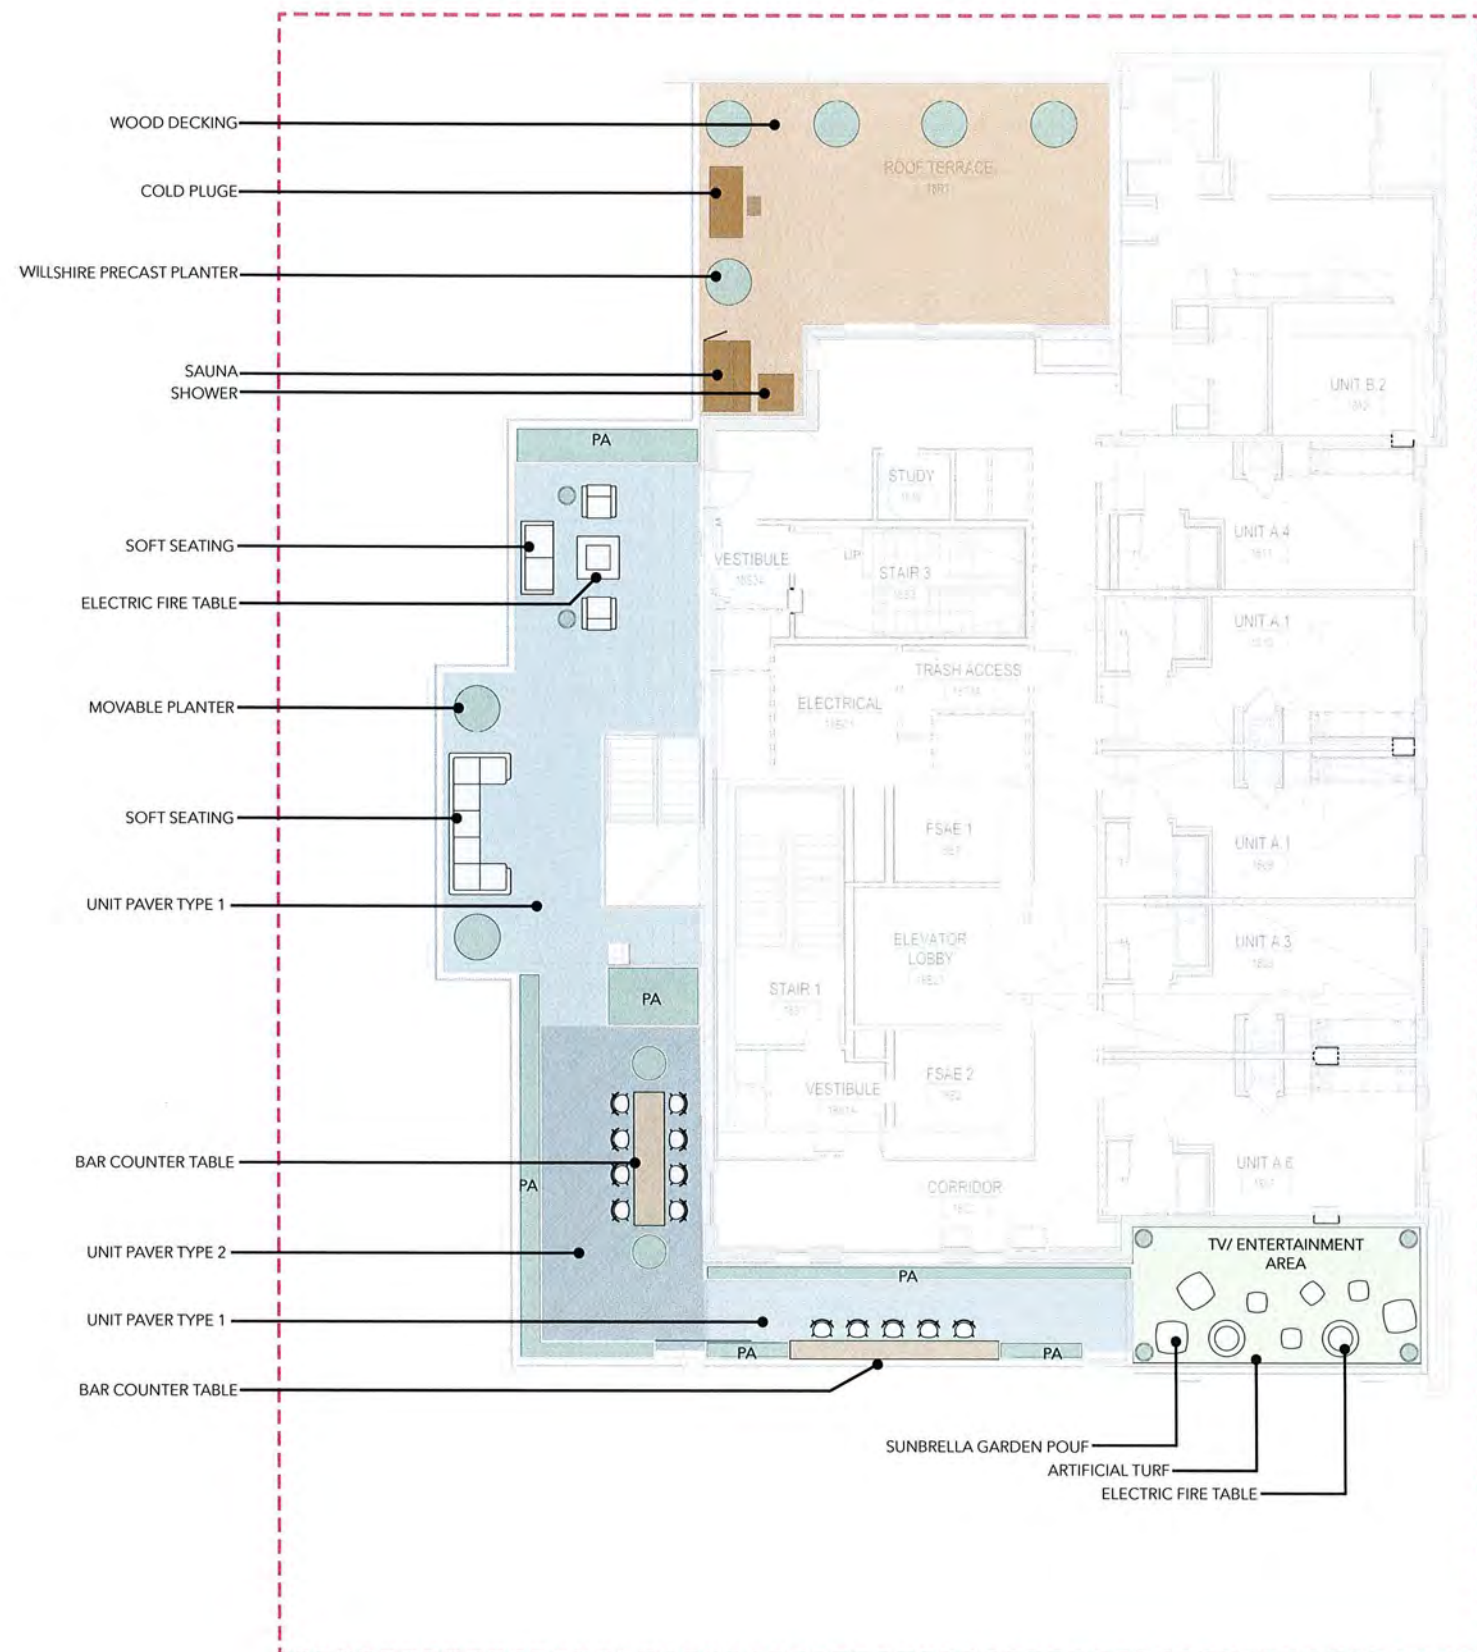 WOOD DECKING
COLD PLUGE
WILLSHIRE PRECAST PLANTER
SAUNA
SHOWER
SOFT SEATING
ELECTRIC FIRE TABLE
MOVABLE PLANTER
SOFT SEATING
UNIT PAVER TYPE 1
BAR COUNTER TABLE
UNIT PAVER TYPE 2
UNIT PAVER TYPE 1
BAR COUNTER TABLE
ROOF TERRACE
PA
STUDY
VESTIBULE
UP
STAIR 3
TRASH ACCESS
ELECTRICAL
FSAE 1
ELEVATOR
LOBBY
STAIR 1
PA
FSAE 2
VESTIBULE
PA
CORRIDOR
PA
PA
PA
UNIT B.2
UNIT A.4
UNIT A.1
UNIT A.1
UNIT A.3
UNIT A.6
TV/ ENTERTAINMENT
AREA
SUNBRELLA GARDEN POUF
ARTIFICIAL TURF
ELECTRIC FIRE TABLE